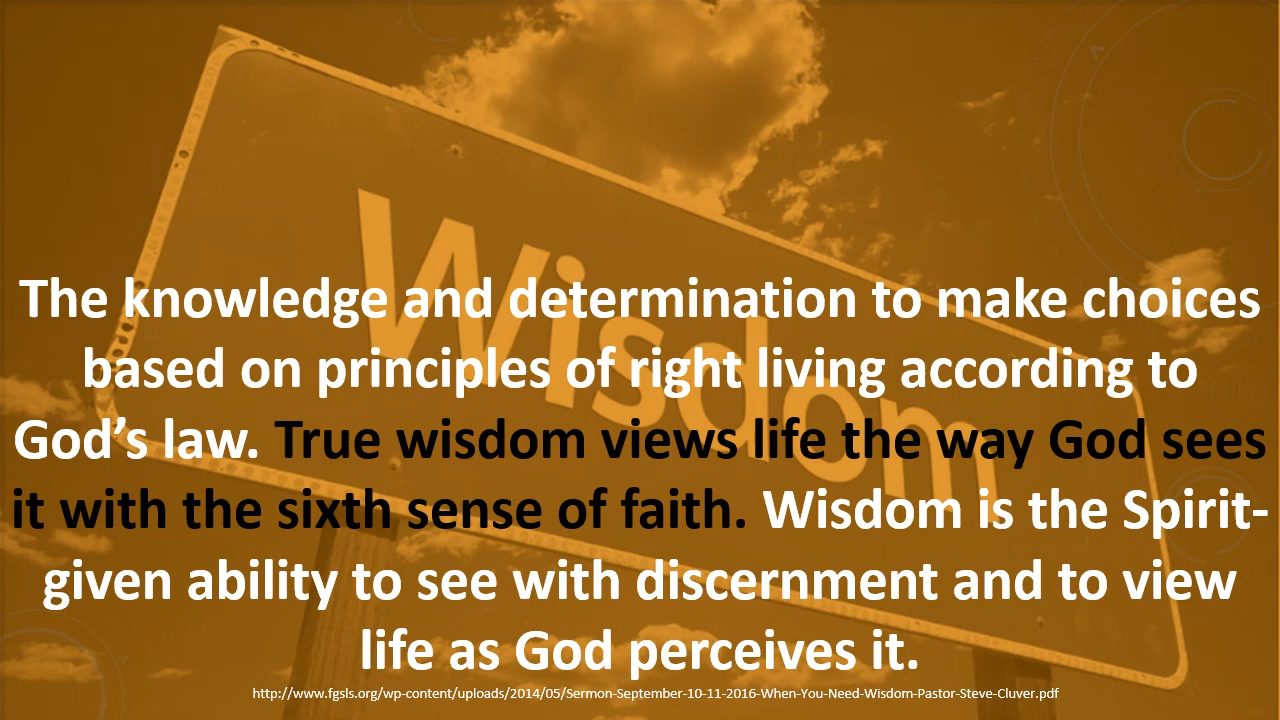 Wisdom
The knowledge and determination to make choices
based on principles of right living according to
God’s law. True wisdom views life the way God sees
it with the sixth sense of faith. Wisdom is the Spirit-
given ability to see with discernment and to view
life as God perceives it.
http://www.fgsls.org/wp-content/uploads/2014/05/Sermon-September-10-11-2016-When-You-Need-Wisdom-Pastor-Steve-Cluver.pdf